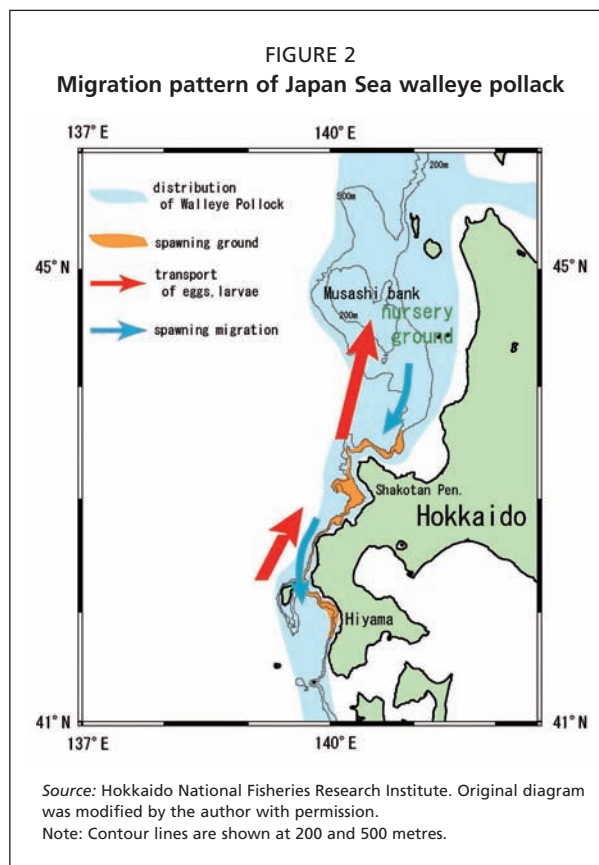 FIGURE 2
Migration pattern of Japan Sea walleye pollack
137° E
140° E
distribution
of Walleye Pollock
spawning ground
transport
of eggs, larvae
spawning migration
200m
500m
45° N
45° N
Musashi bank
200m
nursery
ground
Shakotan Pen.
Hokkaido
Hiyama
41° N
41° N
137° E
140° E
Source: Hokkaido National Fisheries Research Institute. Original diagram
was modified by the author with permission.
Note: Contour lines are shown at 200 and 500 metres.